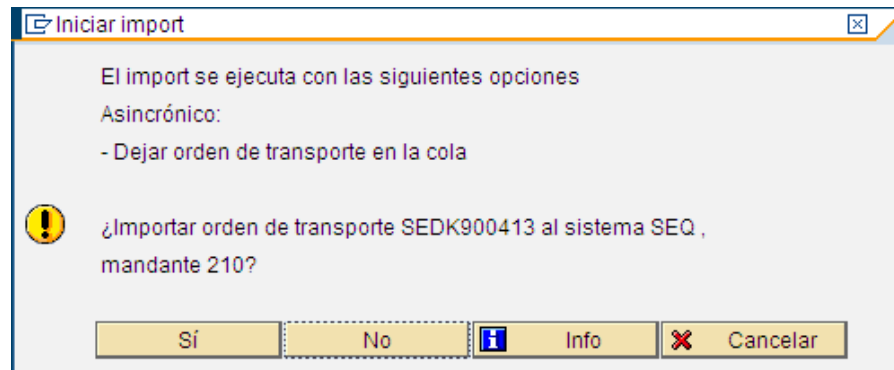 Iniciar import
El import se ejecuta con las siguientes opciones
Asincrónico:
- Dejar orden de transporte en la cola
¿Importar orden de transporte SEDK900413 al sistema SEQ ,
mandante 210?
Sí No Info Cancelar